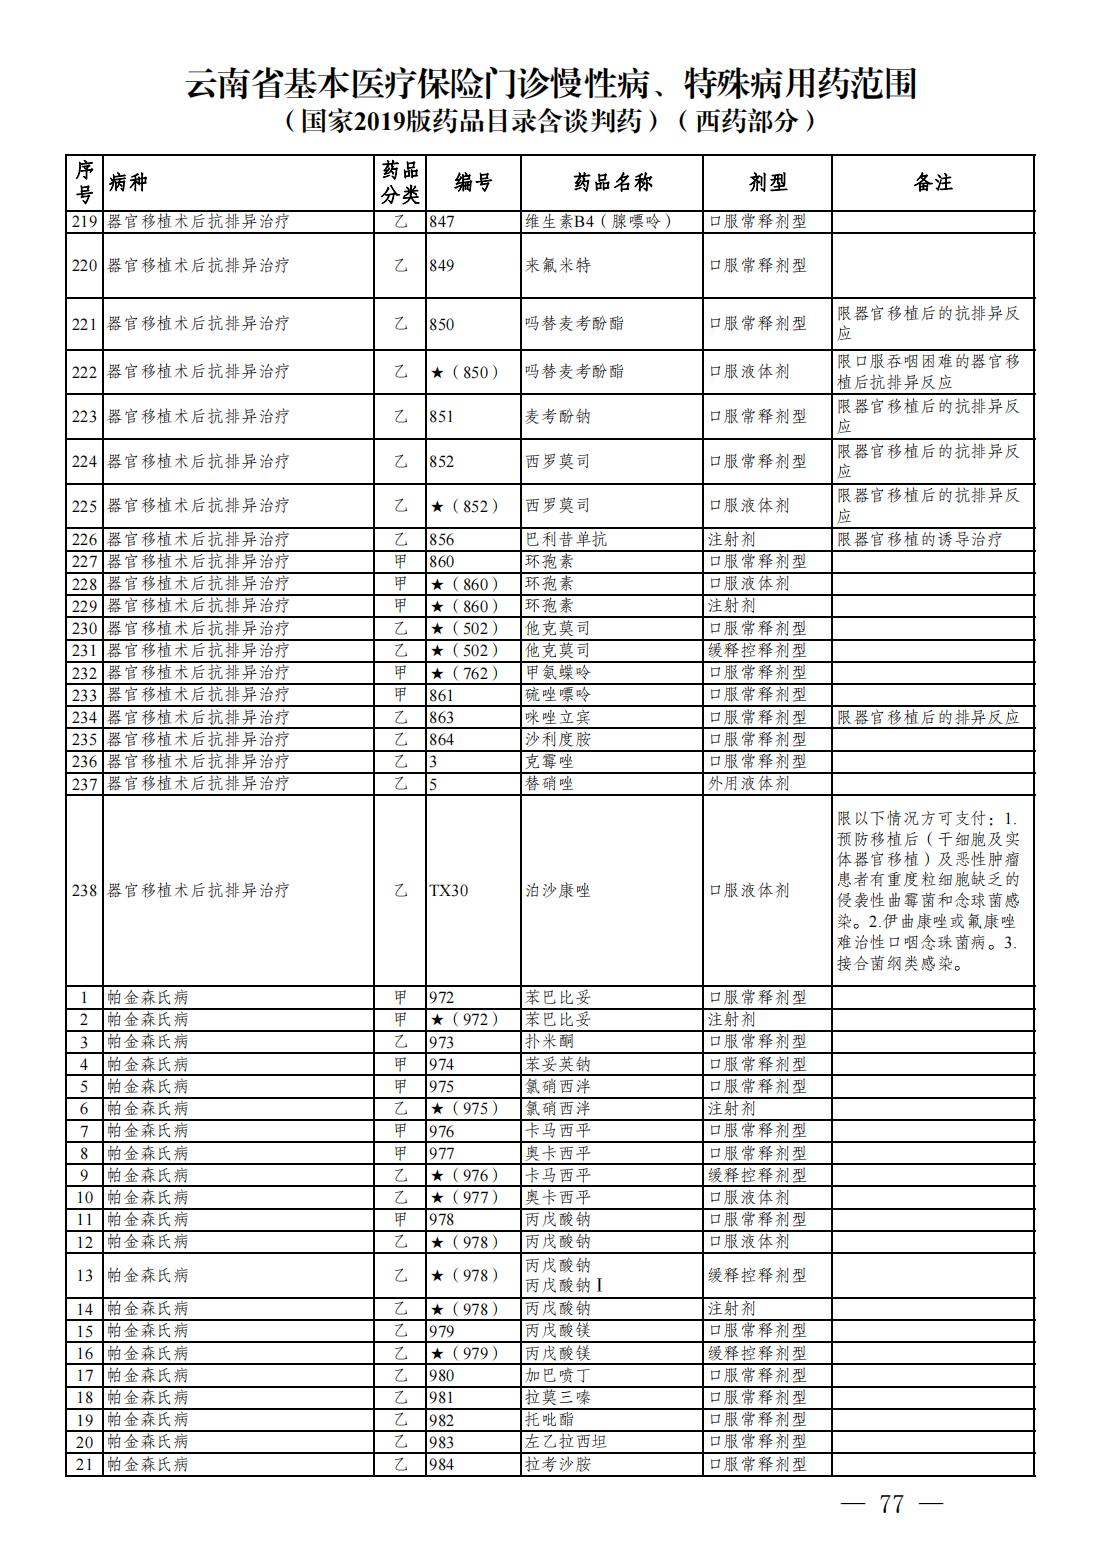 云南省基本医疗保险门诊慢性病、特殊病用药范围
（国家2019版药品目录含谈判药）（西药部分）
序号 病种 药品分类 编号 药品名称 剂型 备注
219 器官移植术后抗排异治疗 乙 847 维生素B4（腺嘌呤） 口服常释剂型
220 器官移植术后抗排异治疗 乙 849 来氟米特 口服常释剂型
221 器官移植术后抗排异治疗 乙 850 吗替麦考酚酯 口服常释剂型 限器官移植后的抗排异反应
222 器官移植术后抗排异治疗 乙 ★（850） 吗替麦考酚酯 口服液体剂 限口服吞咽困难的器官移植后抗排异反应
223 器官移植术后抗排异治疗 乙 851 麦考酚钠 口服常释剂型 限器官移植后的抗排异反应
224 器官移植术后抗排异治疗 乙 852 西罗莫司 口服常释剂型 限器官移植后的抗排异反应
225 器官移植术后抗排异治疗 乙 ★（852） 西罗莫司 口服液体剂 限器官移植后的抗排异反应
226 器官移植术后抗排异治疗 乙 856 巴利昔单抗 注射剂 限器官移植的诱导治疗
227 器官移植术后抗排异治疗 甲 860 环孢素 口服常释剂型
228 器官移植术后抗排异治疗 甲 ★（860） 环孢素 口服液体剂
229 器官移植术后抗排异治疗 甲 ★（860） 环孢素 注射剂
230 器官移植术后抗排异治疗 乙 ★（502） 他克莫司 口服常释剂型
231 器官移植术后抗排异治疗 乙 ★（502） 他克莫司 缓释控释剂型
232 器官移植术后抗排异治疗 甲 ★（762） 甲氨蝶呤 口服常释剂型
233 器官移植术后抗排异治疗 甲 861 硫唑嘌呤 口服常释剂型
234 器官移植术后抗排异治疗 乙 863 咪唑立宾 口服常释剂型 限器官移植后的排异反应
235 器官移植术后抗排异治疗 乙 864 沙利度胺 口服常释剂型
236 器官移植术后抗排异治疗 乙 3 克霉唑 口服常释剂型
237 器官移植术后抗排异治疗 乙 5 替硝唑 外用液体剂
238 器官移植术后抗排异治疗 乙 TX30 泊沙康唑 口服液体剂 限以下情况方可支付：1.
预防移植后（干细胞及实
体器官移植）及恶性肿瘤
患者有重度粒细胞缺乏的
侵袭性曲霉菌和念球菌感
染。2.伊曲康唑或氟康唑
难治性口咽念珠菌病。3.
接合菌纲类感染。
1 帕金森氏病 甲 972 苯巴比妥 口服常释剂型
2 帕金森氏病 甲 ★（972） 苯巴比妥 注射剂
3 帕金森氏病 乙 973 扑米酮 口服常释剂型
4 帕金森氏病 甲 974 苯妥英钠 口服常释剂型
5 帕金森氏病 甲 975 氯硝西泮 口服常释剂型
6 帕金森氏病 乙 ★（975） 氯硝西泮 注射剂
7 帕金森氏病 甲 976 卡马西平 口服常释剂型
8 帕金森氏病 甲 977 奥卡西平 口服常释剂型
9 帕金森氏病 乙 ★（976） 卡马西平 缓释控释剂型
10 帕金森氏病 乙 ★（977） 奥卡西平 口服液体剂
11 帕金森氏病 甲 978 丙戊酸钠 口服常释剂型
12 帕金森氏病 乙 ★（978） 丙戊酸钠 口服液体剂
13 帕金森氏病 乙 ★（978） 丙戊酸钠 丙戊酸钠Ⅰ 缓释控释剂型
14 帕金森氏病 乙 ★（978） 丙戊酸钠 注射剂
15 帕金森氏病 乙 979 丙戊酸镁 口服常释剂型
16 帕金森氏病 乙 ★（979） 丙戊酸镁 缓释控释剂型
17 帕金森氏病 乙 980 加巴喷丁 口服常释剂型
18 帕金森氏病 乙 981 拉莫三嗪 口服常释剂型
19 帕金森氏病 乙 982 托吡酯 口服常释剂型
20 帕金森氏病 乙 983 左乙拉西坦 口服常释剂型
21 帕金森氏病 乙 984 拉考沙胺 口服常释剂型
— 77 —